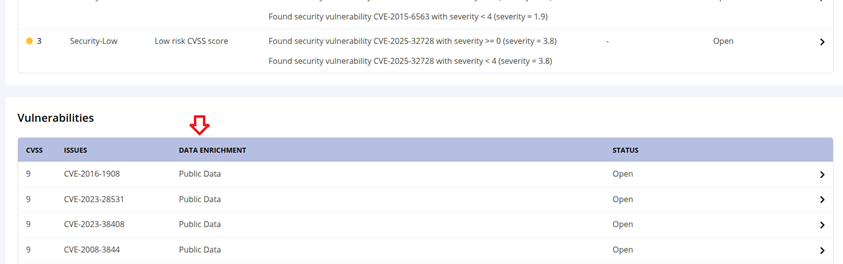 Found security vulnerability CVE-2015-6563 with severity < 4 (severity = 1.9)
3 Security-Low Low risk CVSS score Found security vulnerability CVE-2025-32728 with severity >= 0 (severity = 3.8) - Open
Found security vulnerability CVE-2025-32728 with severity < 4 (severity = 3.8)
Vulnerabilities
CVSS ISSUES DATA ENRICHMENT STATUS
9 CVE-2016-1908 Public Data Open
9 CVE-2023-28531 Public Data Open
9 CVE-2023-38408 Public Data Open
9 CVE-2008-3844 Public Data Open